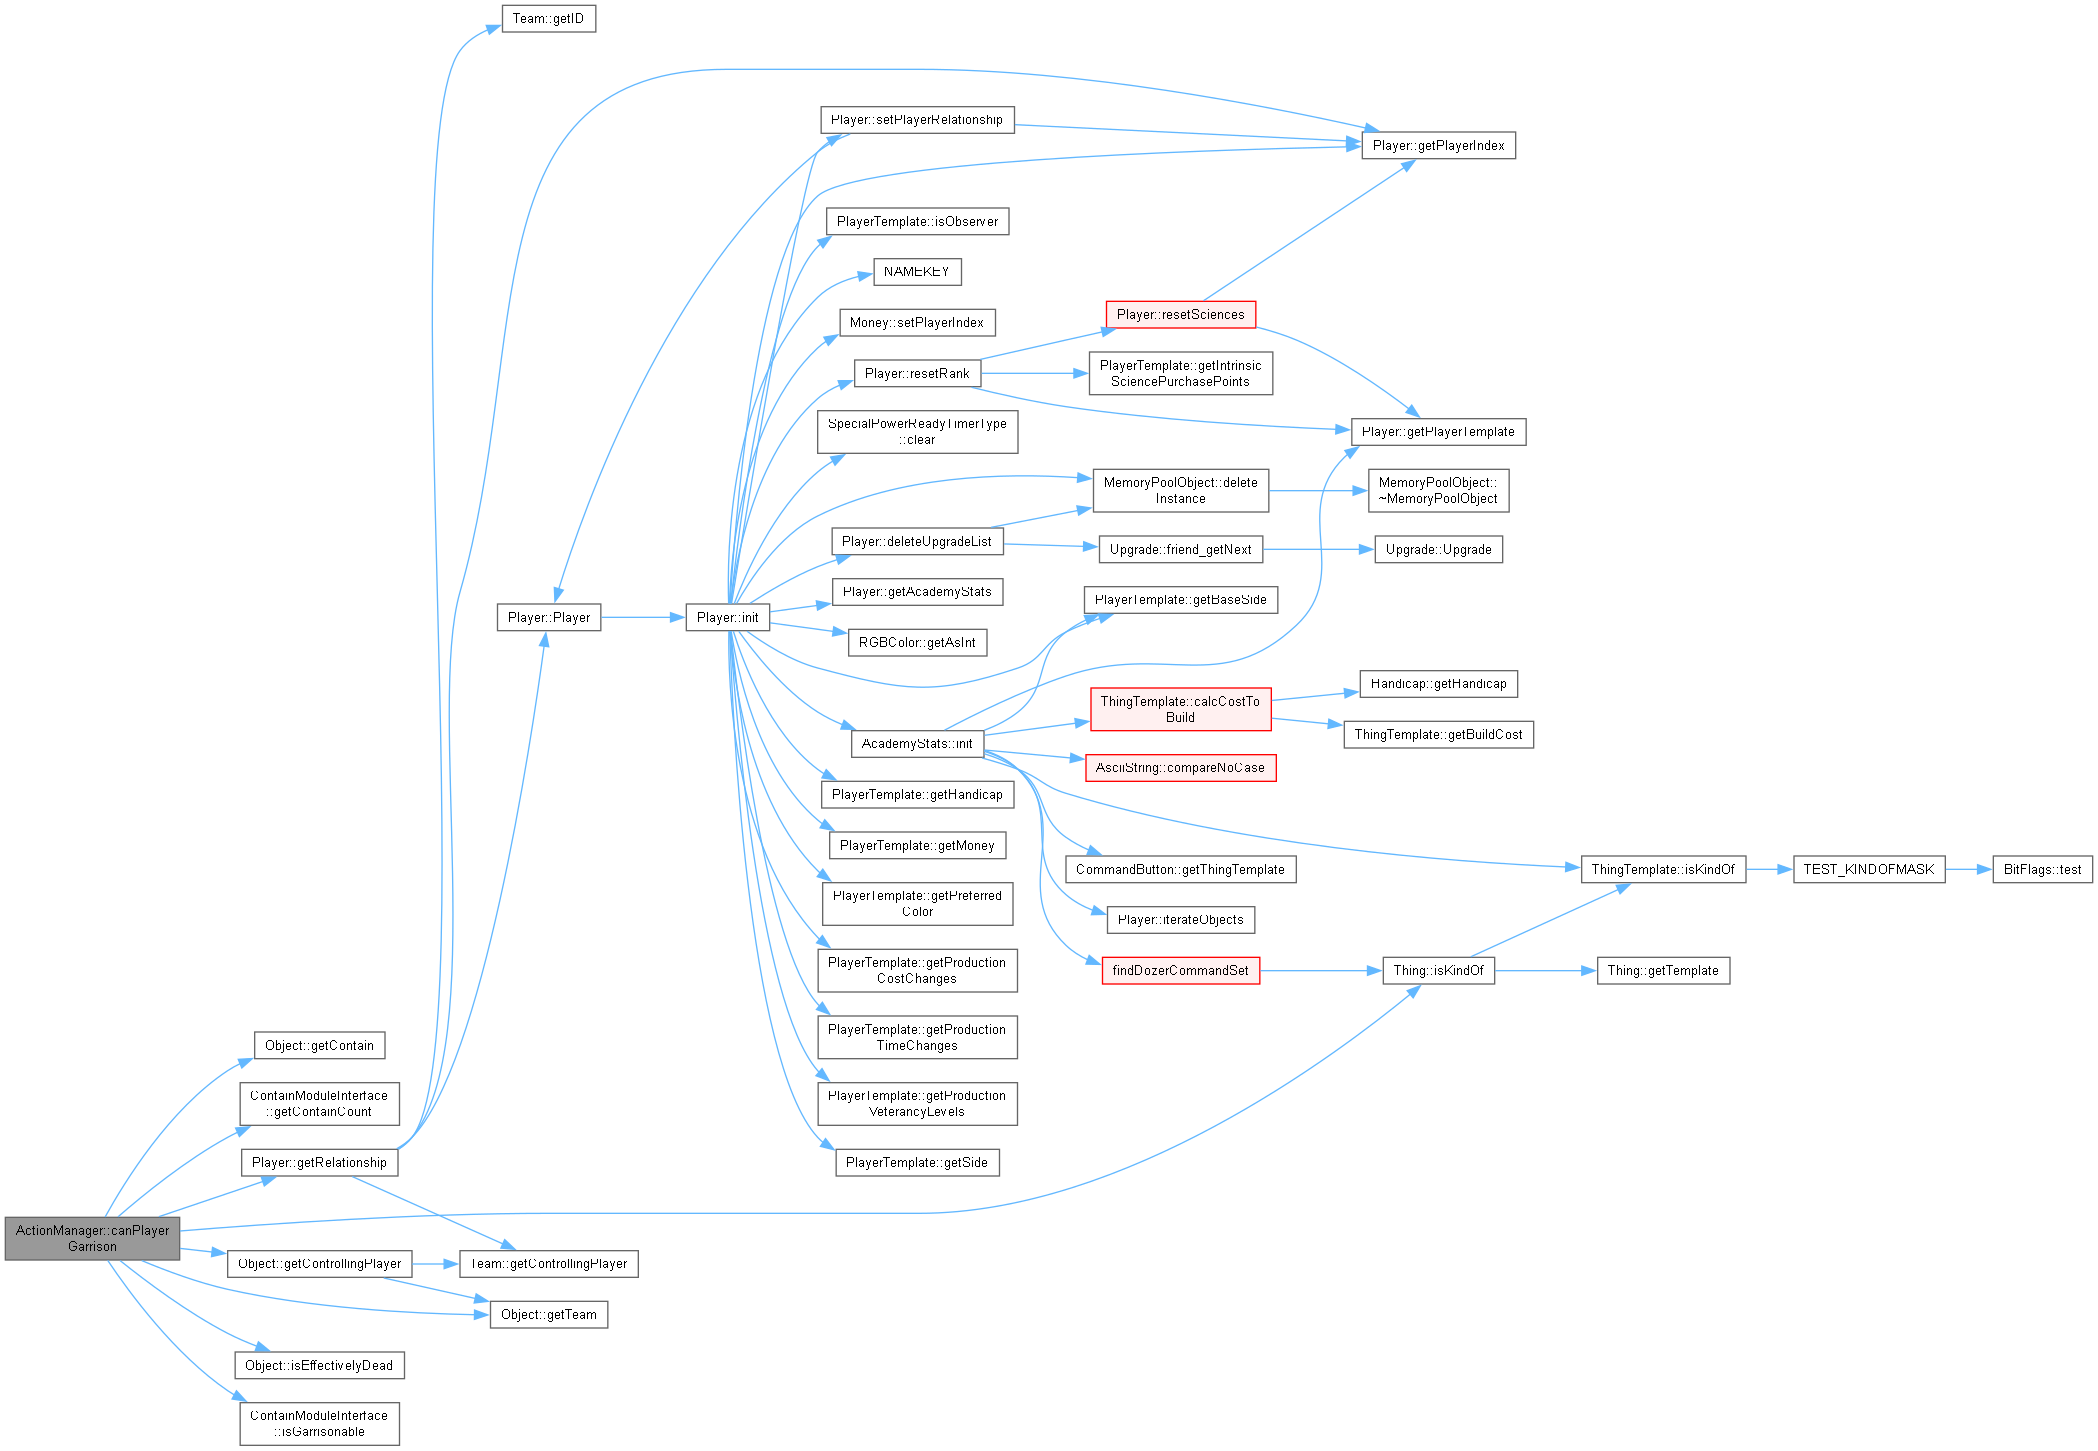 Team::getID
Player::setPlayerRelationship
Player::getPlayerIndex
PlayerTemplate::isObserver
NAMEKEY
Money::setPlayerIndex
Player::resetSciences
Player::resetRank
PlayerTemplate::getIntrinsic
SciencePurchasePoints
SpecialPowerReadyTimerType
::clear
Player::getPlayerTemplate
MemoryPoolObject::delete
Instance
MemoryPoolObject::
~MemoryPoolObject
Player::deleteUpgradeList
Upgrade::friend_getNext
Upgrade::Upgrade
Player::getAcademyStats
PlayerTemplate::getBaseSide
Player::Player
Player::init
RGBColor::getAsInt
Handicap::getHandicap
ThingTemplate::calcCostTo
Build
ThingTemplate::getBuildCost
AcademyStats::init
AsciiString::compareNoCase
PlayerTemplate::getHandicap
PlayerTemplate::getMoney
CommandButton::getThingTemplate
ThingTemplate::isKindOf
TEST_KINDOFMASK
BitFlags::test
PlayerTemplate::getPreferred
Color
Player::iterateObjects
PlayerTemplate::getProduction
CostChanges
findDozerCommandSet
Thing::isKindOf
Thing::getTemplate
PlayerTemplate::getProduction
TimeChanges
Object::getContain
ContainModuleInterface
::getContainCount
PlayerTemplate::getProduction
VeterancyLevels
Player::getRelationship
PlayerTemplate::getSide
ActionManager::canPlayer
Garrison
Object::getControllingPlayer
Team::getControllingPlayer
Object::getTeam
Object::isEffectivelyDead
ContainModuleInterface
::isGarrisonable